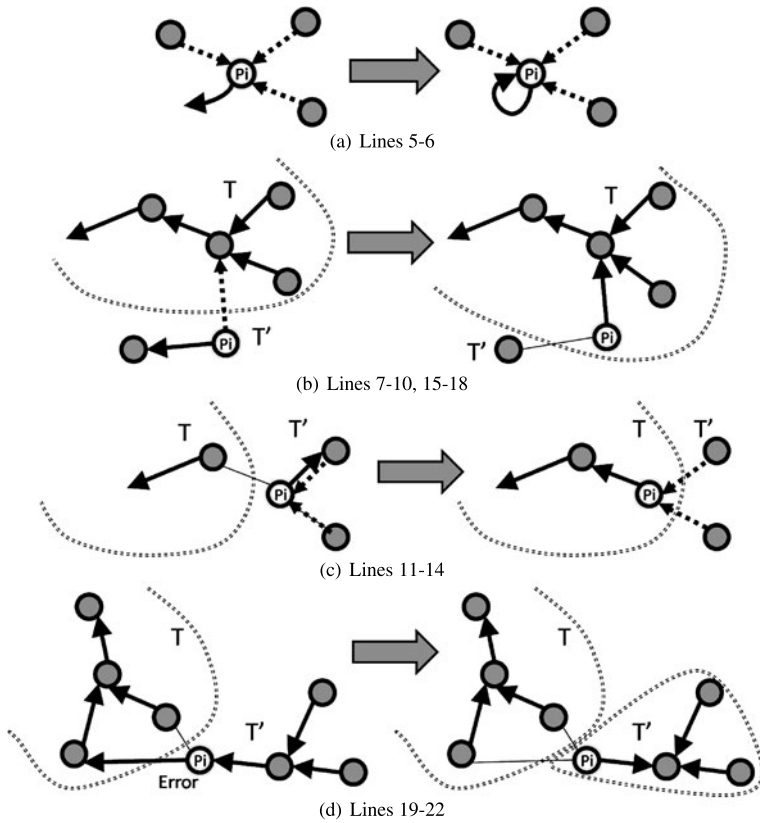 Pi Pi
(a) Lines 5-6
T T
Pi T' T' Pi
(b) Lines 7-10, 15-18
T T' T T'
Pi Pi
(c) Lines 11-14
T T
T' T'
Pi Pi
Error
(d) Lines 19-22